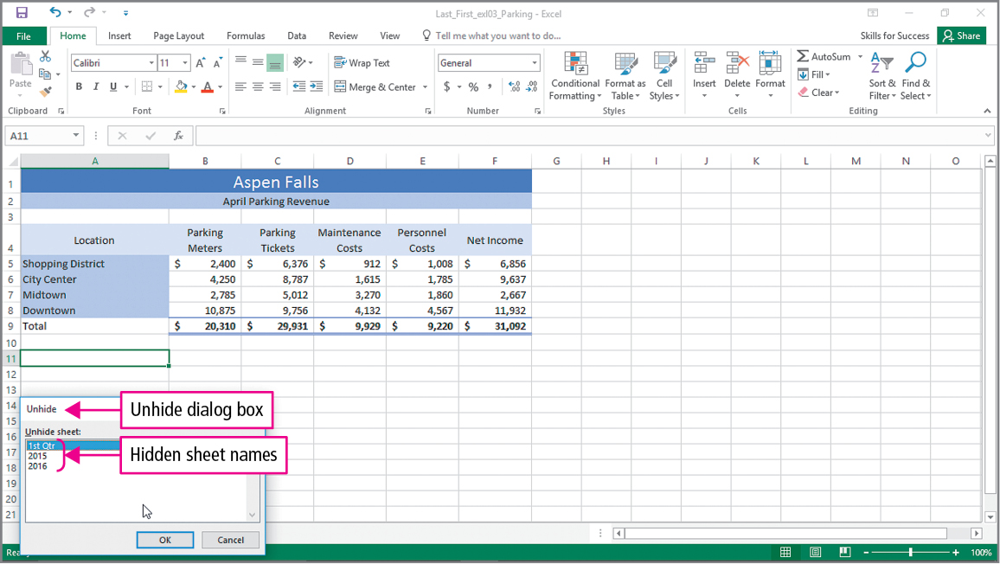 Last_First_exl03_Parking - Excel
File Home Insert Page Layout Formulas Data Review View Tell me what you want to do... Skills for Success Share
Paste
Calibri 11 A A
B I U A
Wrap Text
Merge & Center
General
$ % ,
Conditional Formatting
Format as Table
Cell Styles
Insert Delete Format
AutoSum
Fill
Clear
Sort & Filter
Find & Select
Clipboard Font Alignment Number Styles Cells Editing
A11 fx
A B C D E F G H I J K L M N O
1 Aspen Falls
2 April Parking Revenue
3
4 Location Parking Meters Parking Tickets Maintenance Costs Personnel Costs Net Income
5 Shopping District $ 2,400 $ 6,376 $ 912 $ 1,008 $ 6,856
6 City Center 4,250 8,787 1,615 1,785 9,637
7 Midtown 2,785 5,012 3,270 1,860 2,667
8 Downtown 10,875 9,756 4,132 4,567 11,932
9 Total $ 20,310 $ 29,931 $ 9,929 $ 9,220 $ 31,092
10
11
12
13
14
15
16
17
18
19
20
21
Unhide
Unhide dialog box
Unhide sheet:
1st Qtr
2015
2016
Hidden sheet names
OK Cancel
100%